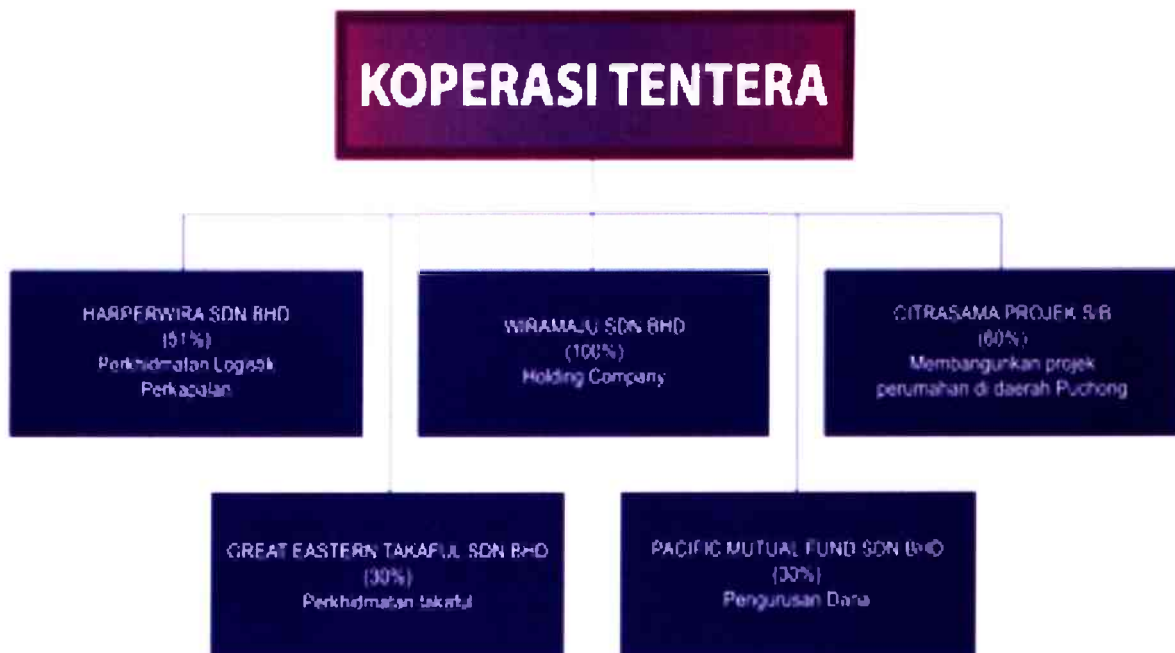 KOPERASI TENTERA
HARPERWIRA SDN BHD
(51%)
Perkhidmatan Logistik
Perkapalan
WIRAMAJU SDN BHD
(100%)
Holding Company
CITRASAMA PROJEK S/B
(60%)
Membangunkan projek
perumahan di daerah Puchong
GREAT EASTERN TAKAFUL SDN BHD
(30%)
Perkhidmatan takaful
PACIFIC MUTUAL FUND SDN BHD
(30%)
Pengurusan Dana